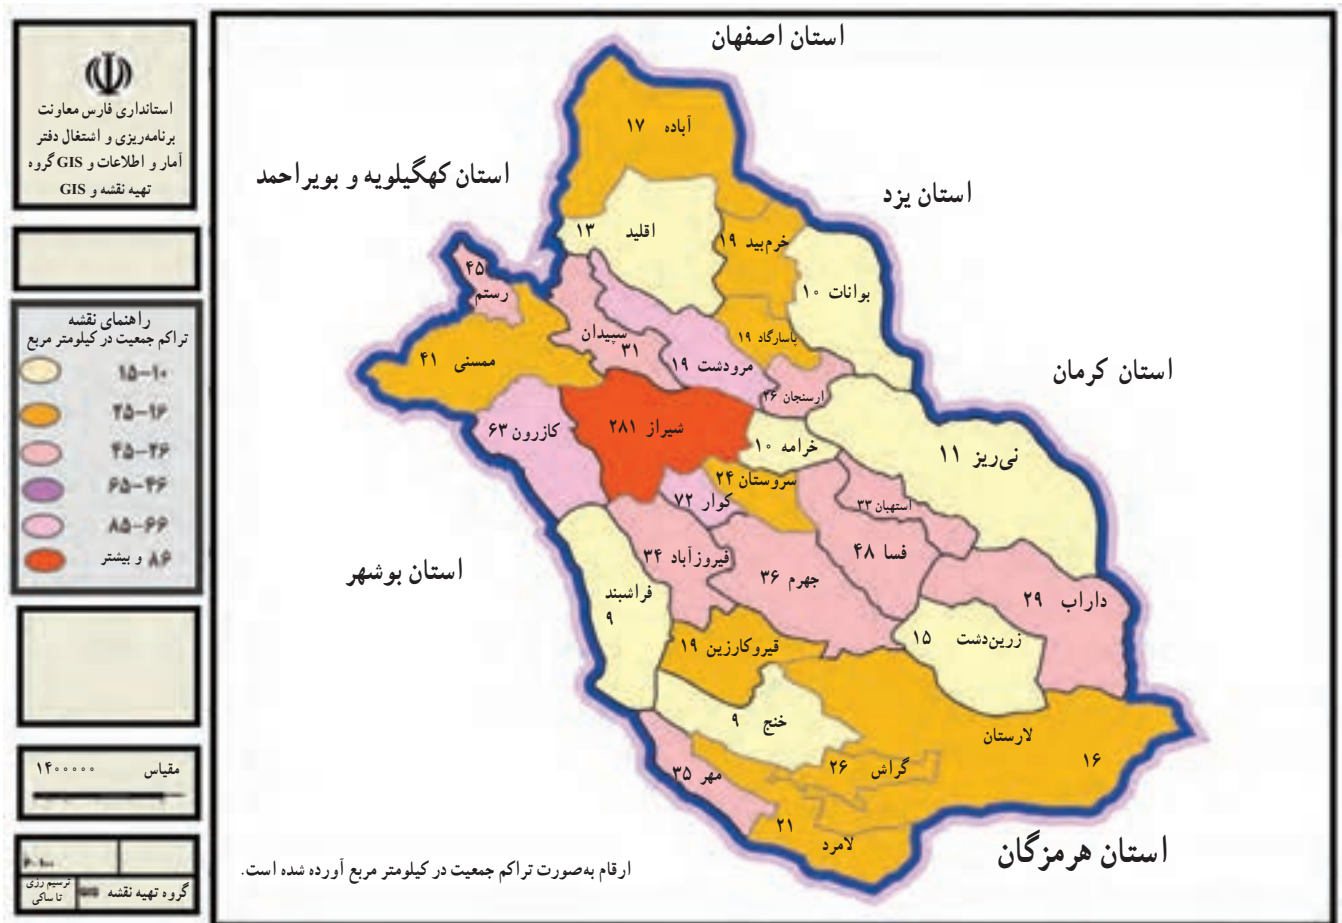 استان اصفهان
استانداری فارس معاونت
برنامه‌ریزی و اشتغال دفتر
آمار و اطلاعات و GIS گروه
تهیه نقشه و GIS
استان کهگیلویه و بویراحمد
استان یزد
استان کرمان
استان بوشهر
استان هرمزگان
راهنمای نقشه
تراکم جمعیت در کیلومتر مربع
۱۵-۱۰
۲۵-۱۶
۴۵-۲۶
۶۵-۴۶
۸۵-۶۶
۸۶ و بیشتر
آباده ۱۷
اقلید ۱۳
خرم‌بید ۱۹
بوانات ۱۰
۴۵
رستم
ممسنی ۴۱
سپیدان
۳۱
مرودشت ۱۹
پاسارگاد ۱۹
ارسنجان ۲۶
کازرون ۶۳
شیراز ۲۸۱
خرامه ۱۰
نی‌ریز ۱۱
سروستان ۲۴
کوار ۷۲
استهبان ۳۳
فسا ۴۸
فیروزآباد ۳۴
جهرم ۳۶
داراب ۲۹
فراشبند
۹
زرین‌دشت ۱۵
قیروکارزین ۱۹
خنج ۹
لارستان
۱۶
گراش ۲۶
مهر ۳۵
۲۱
لامرد
مقیاس ۱۴۰۰۰۰۰
گروه تهیه نقشه
ترسیم رزی
تا ساکی
ارقام به‌صورت تراکم جمعیت در کیلومتر مربع آورده شده است.